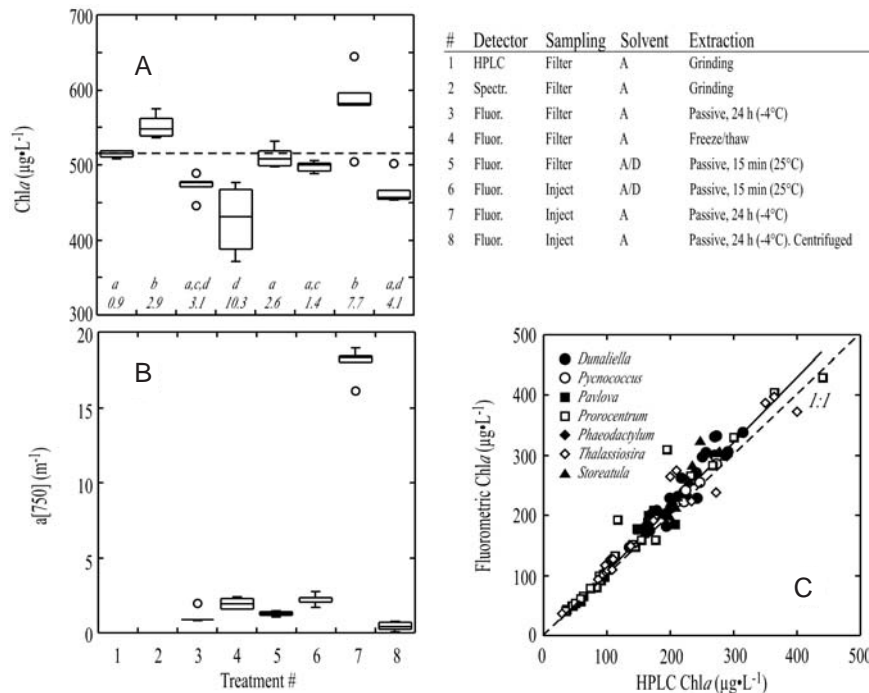 700
600
500
400
300
Chla (µg•L-1)
A
a b a,c,d d a a,c b a,d
0.9 2.9 3.1 10.3 2.6 1.4 7.7 4.1
# Detector Sampling Solvent Extraction
1 HPLC Filter A Grinding
2 Spectr. Filter A Grinding
3 Fluor. Filter A Passive, 24 h (-4°C)
4 Fluor. Filter A Freeze/thaw
5 Fluor. Filter A/D Passive, 15 min (25°C)
6 Fluor. Inject A/D Passive, 15 min (25°C)
7 Fluor. Inject A Passive, 24 h (-4°C)
8 Fluor. Inject A Passive, 24 h (-4°C). Centrifuged
20
15
10
5
0
a[750] (m-1)
B
1 2 3 4 5 6 7 8
Treatment #
500
400
300
200
100
0
Fluorometric Chla (µg•L-1)
Dunaliella
Pycnococcus
Pavlova
Prorocentrum
Phaeodactylum
Thalassiosira
Storeatula
1:1
C
0 100 200 300 400 500
HPLC Chla (µg•L-1)